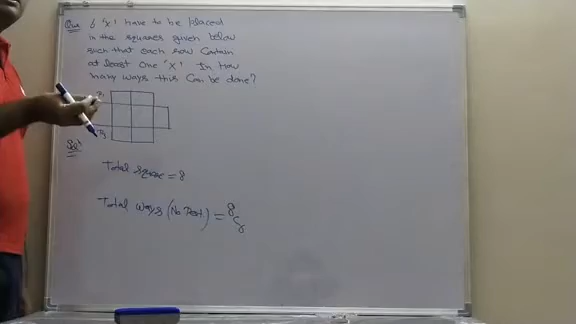 Que 6 'X' have to be placed
in the squares given below
such that each row Contain
at least one 'X'. In How
many ways this Can be done?
Solⁿ
Total square = 8
Total ways (No Rest.) = ⁸C₆